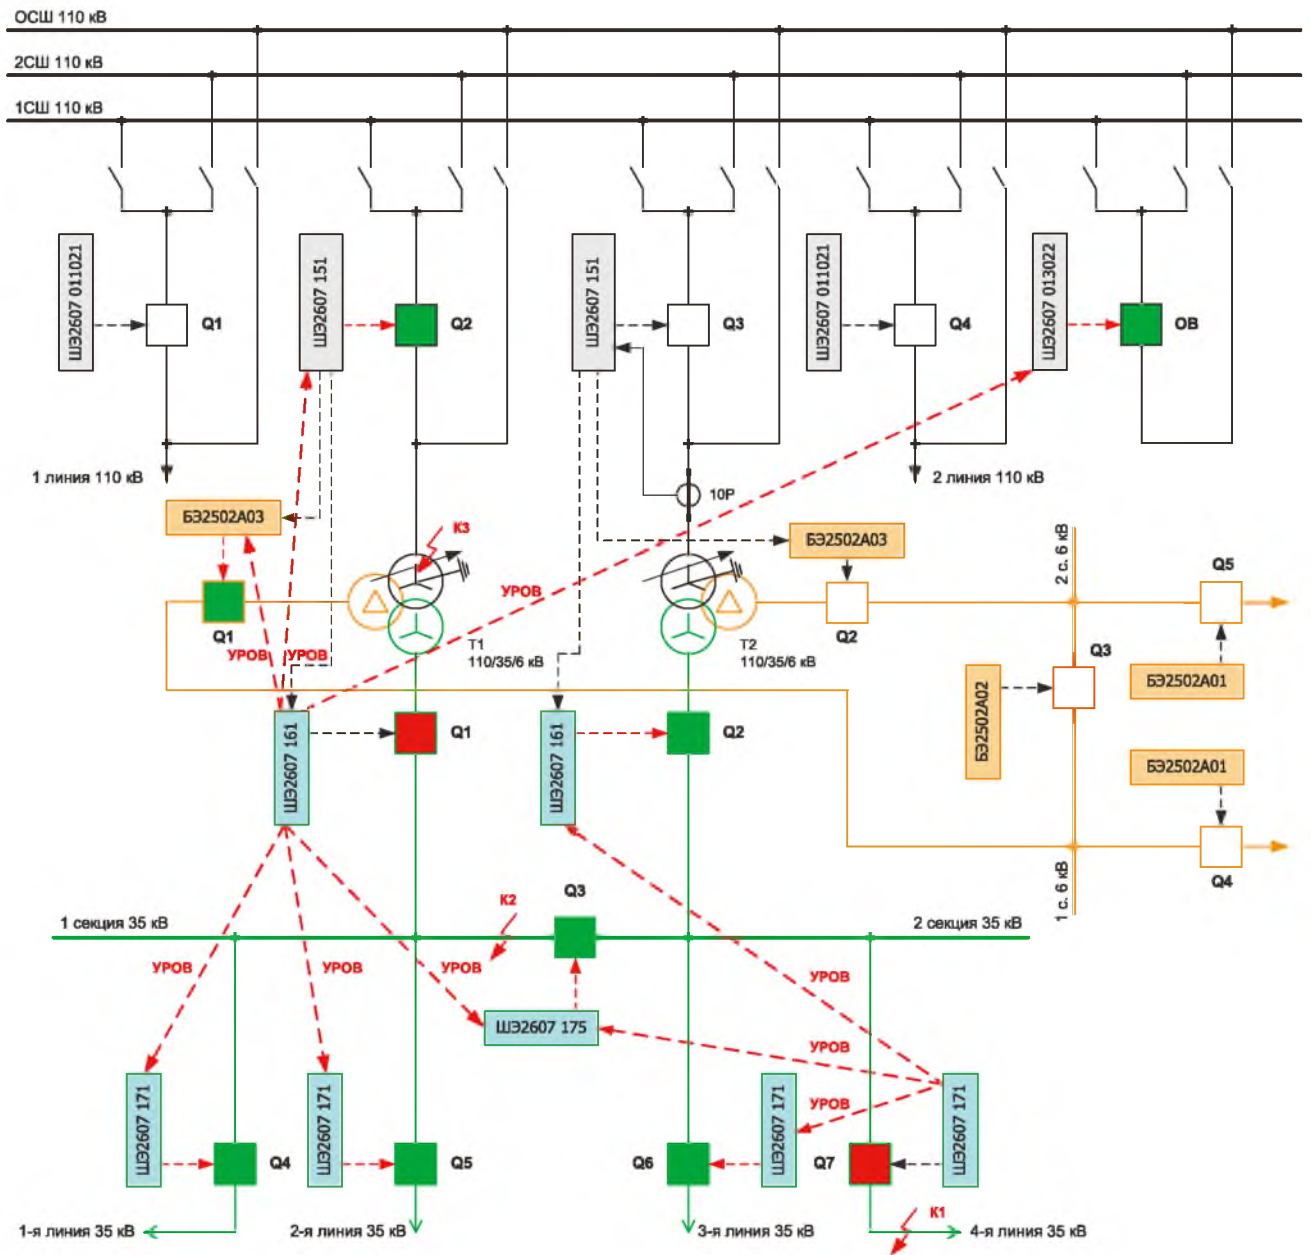 ОСШ 110 кВ
2СШ 110 кВ
1СШ 110 кВ
ШЭ2607 011021
Q1
ШЭ2607 151
Q2
ШЭ2607 151
Q3
ШЭ2607 011021
Q4
ШЭ2607 013022
ОВ
1 линия 110 кВ
10Р
2 линия 110 кВ
БЭ2502А03
К3
БЭ2502А03
2 с. 6 кВ
Q5
УРОВ
Q1
Q2
УРОВ
УРОВ
Т1
110/35/6 кВ
Т2
110/35/6 кВ
Q3
БЭ2502А02
БЭ2502А01
ШЭ2607 161
Q1
ШЭ2607 161
Q2
БЭ2502А01
Q4
1 с. 6 кВ
Q3
К2
1 секция 35 кВ
2 секция 35 кВ
УРОВ
УРОВ
УРОВ
УРОВ
ШЭ2607 175
УРОВ
УРОВ
ШЭ2607 171
Q4
ШЭ2607 171
Q5
Q6
ШЭ2607 171
Q7
ШЭ2607 171
К1
1-я линия 35 кВ
2-я линия 35 кВ
3-я линия 35 кВ
4-я линия 35 кВ